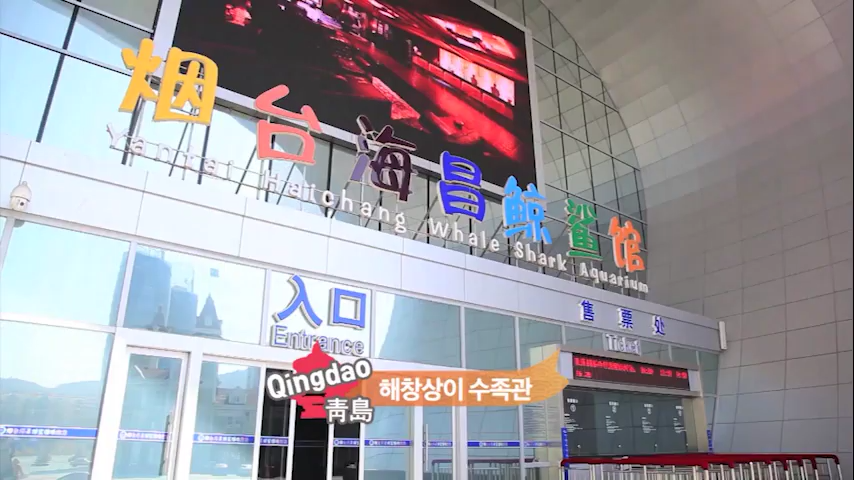 烟台海昌鲸鲨馆
Yantai Haichang Whale Shark Aquarium
入口
Entrance
售票处
Ticket
Qingdao
青島
해창상이 수족관